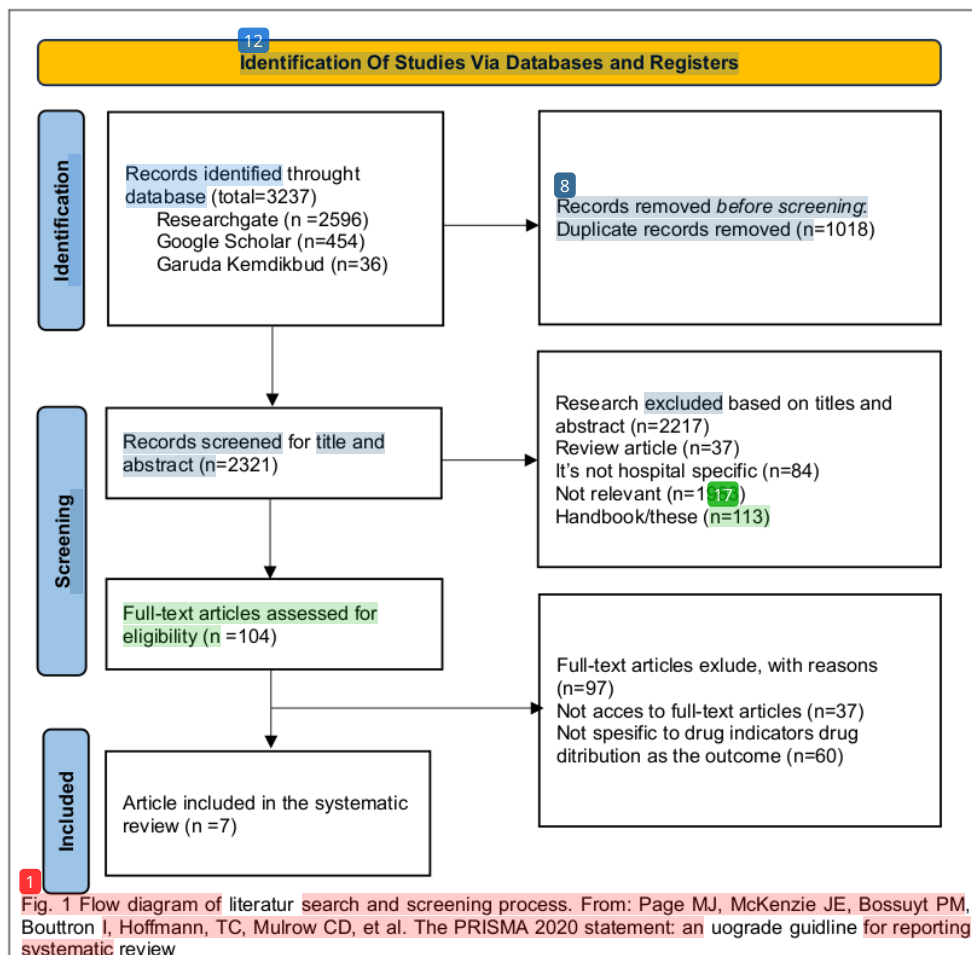 12
Identification Of Studies Via Databases and Registers
Identification
Records identified throught
database (total=3237)
Researchgate (n =2596)
Google Scholar (n=454)
Garuda Kemdikbud (n=36)
8
Records removed before screening:
Duplicate records removed (n=1018)
Screening
Records screened for title and
abstract (n=2321)
Research excluded based on titles and
abstract (n=2217)
Review article (n=37)
It's not hospital specific (n=84)
Not relevant
17
Handbook/these (n=113)
Full-text articles assessed for
eligibility (n =104)
Full-text articles exlude, with reasons
(n=97)
Not acces to full-text articles (n=37)
Not spesific to drug indicators drug
ditribution as the outcome (n=60)
Included
Article included in the systematic
review (n =7)
1
Fig. 1 Flow diagram of literatur search and screening process. From: Page MJ, McKenzie JE, Bossuyt PM,
Bouttron I, Hoffmann, TC, Mulrow CD, et al. The PRISMA 2020 statement: an uograde guidline for reporting
systematic review